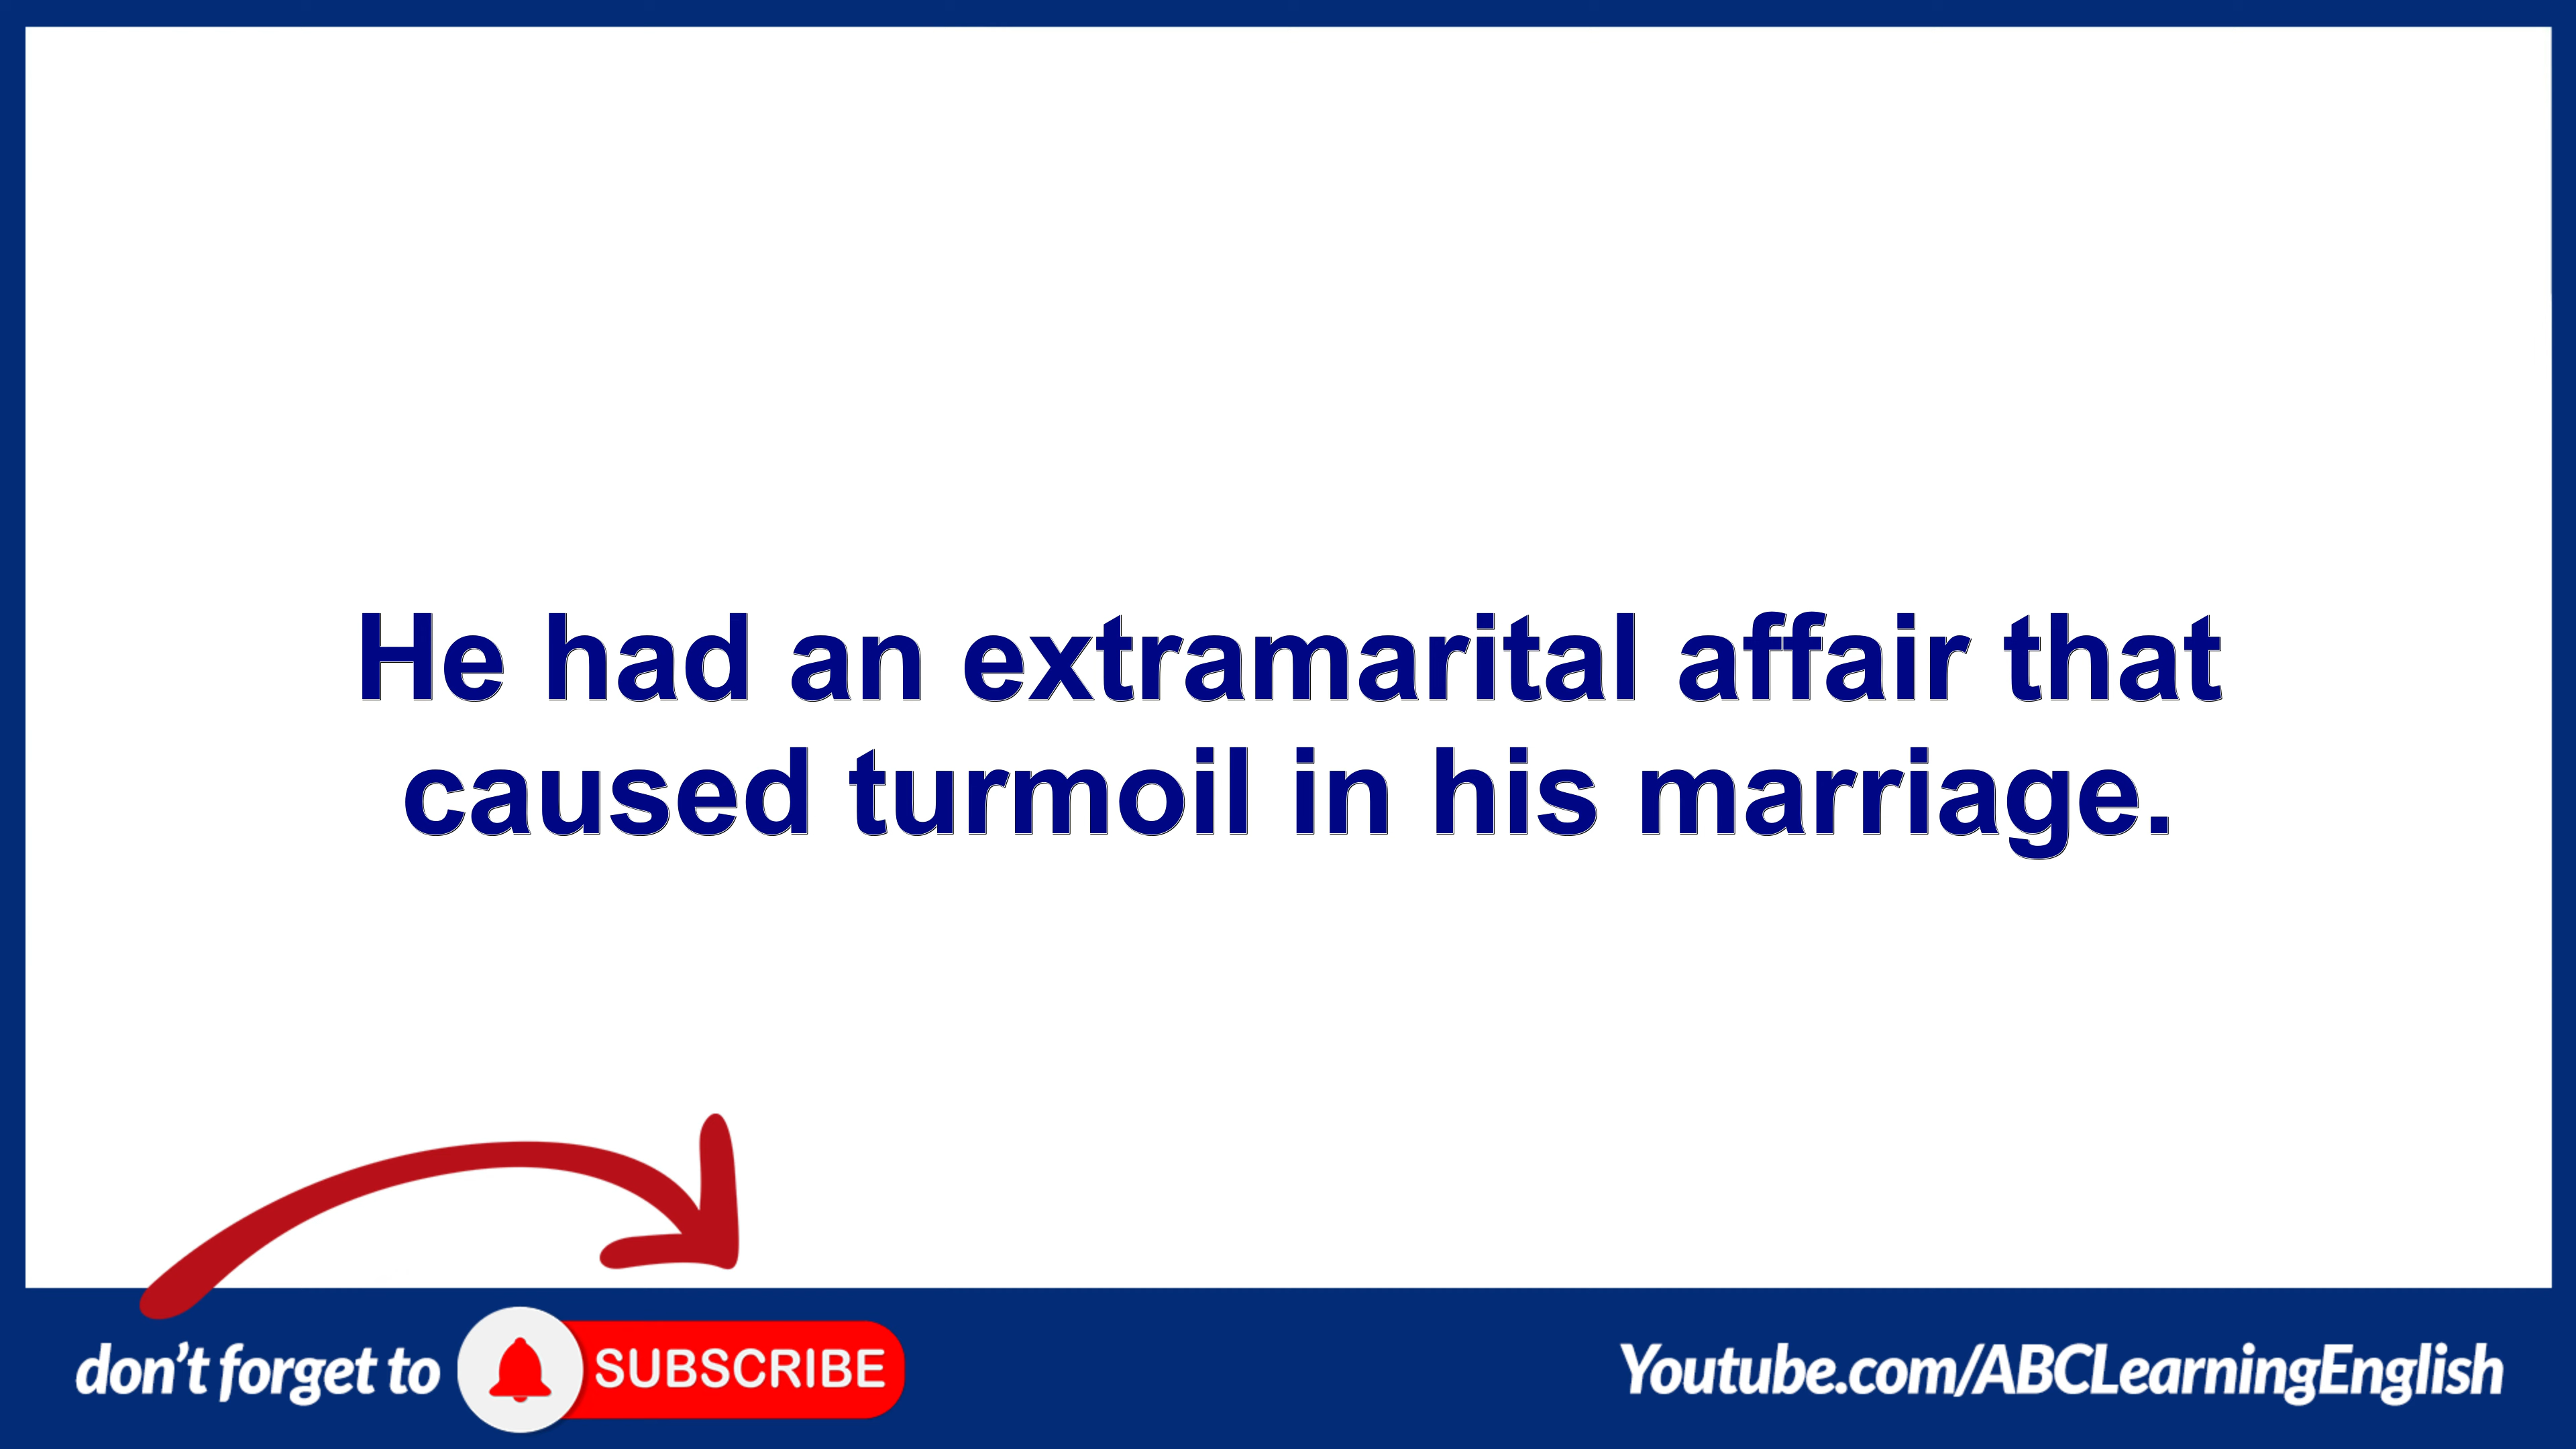 He had an extramarital affair that
caused turmoil in his marriage.
don't forget to SUBSCRIBE Youtube.com/ABCLearningEnglish